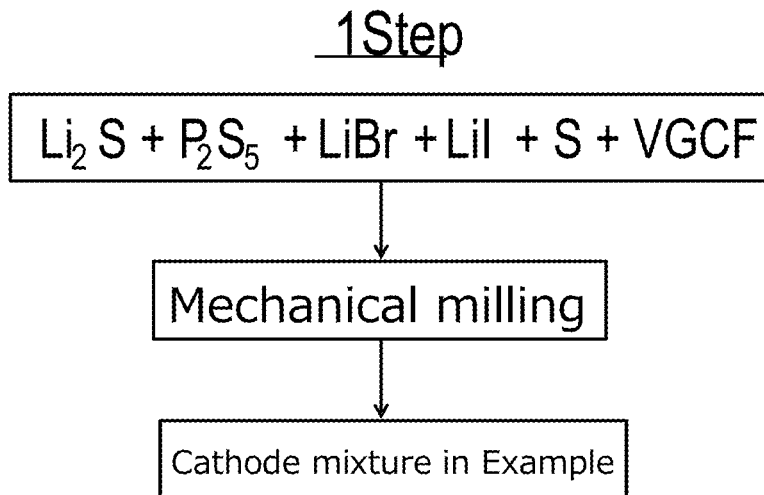 1Step
Li₂ S + P₂S₅ + LiBr + LiI + S + VGCF
Mechanical milling
Cathode mixture in Example